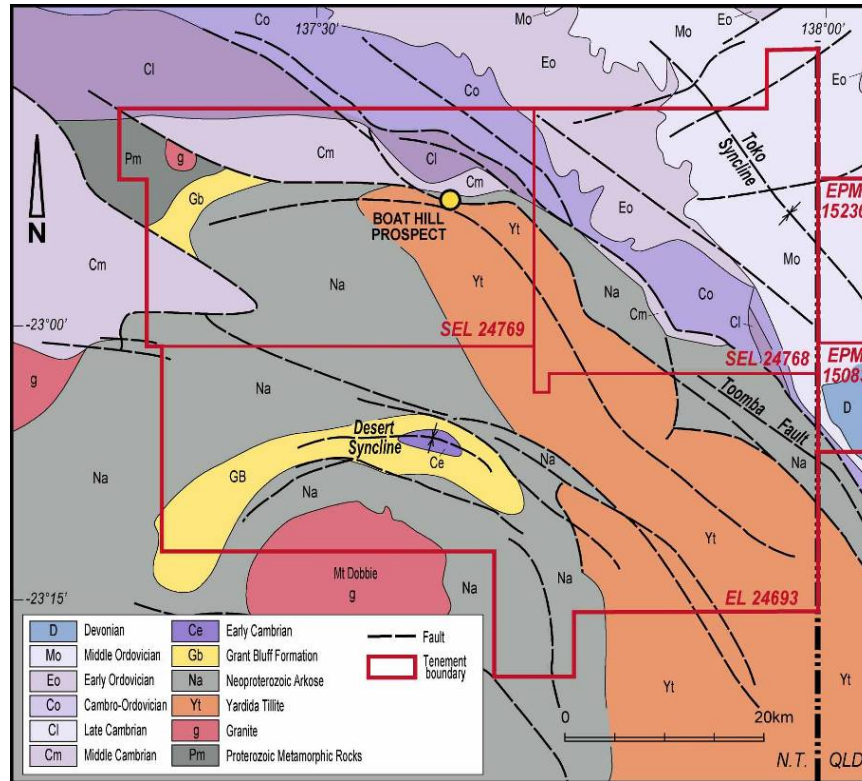 137°30'
138°00'
Co
Mo
Eo
Mo
Eo
Cl
Eo
Co
Eo
Toko
Syncline
Cm
Cl
Pm
g
Cm
EPM
15230
Gb
N
BOAT HILL
PROSPECT
Yt
Eo
Mo
Cm
Na
Yt
Na
Co
Cm
Cl
-23°00'
SEL 24769
SEL 24768
EPM
g
Na
Toomba
Fault
D
Desert
Syncline
Ce
Na
Na
Na
GB
Na
Yt
Yt
Mt Dobbie
g
Na
Na
-23°15'
EL 24693
D Devonian
Mo Middle Ordovician
Eo Early Ordovician
Co Cambro-Ordovician
Cl Late Cambrian
Cm Middle Cambrian
Ce Early Cambrian
Gb Grant Bluff Formation
Na Neoproterozoic Arkose
Yt Yardida Tillite
g Granite
Pm Proterozoic Metamorphic Rocks
Fault
Tenement
boundary
Yt
Yt
0 20km
N.T. QLD